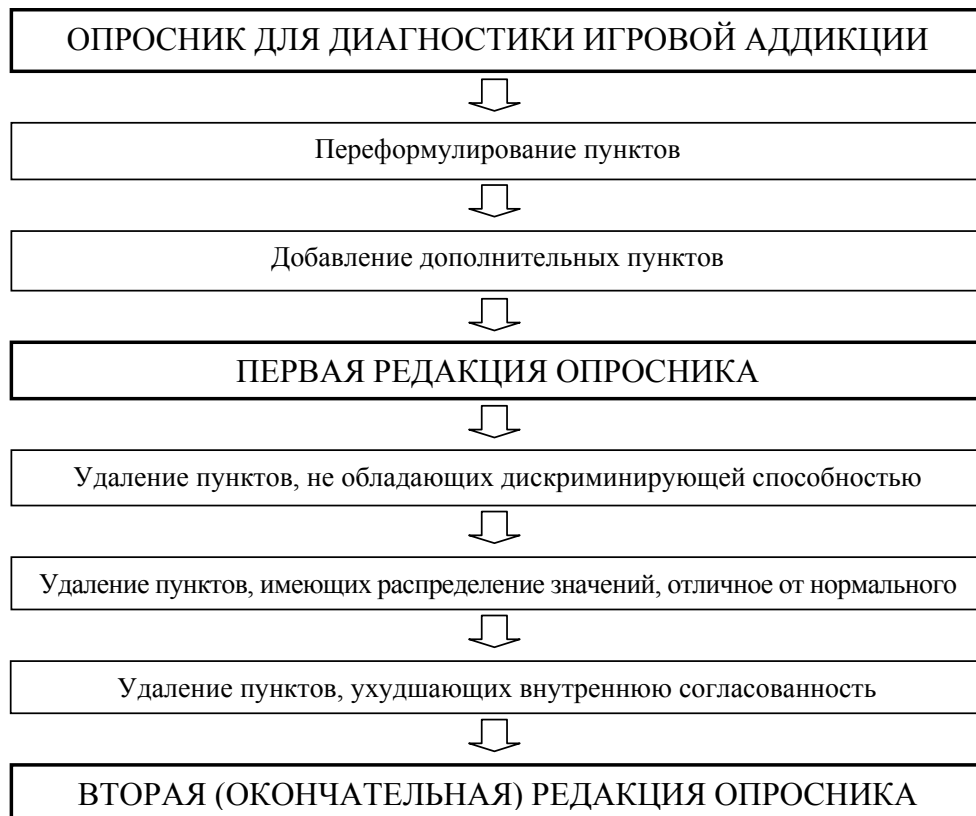 ОПРОСНИК ДЛЯ ДИАГНОСТИКИ ИГРОВОЙ АДДИКЦИИ
Переформулирование пунктов
Добавление дополнительных пунктов
ПЕРВАЯ РЕДАКЦИЯ ОПРОСНИКА
Удаление пунктов, не обладающих дискриминирующей способностью
Удаление пунктов, имеющих распределение значений, отличное от нормального
Удаление пунктов, ухудшающих внутреннюю согласованность
ВТОРАЯ (ОКОНЧАТЕЛЬНАЯ) РЕДАКЦИЯ ОПРОСНИКА